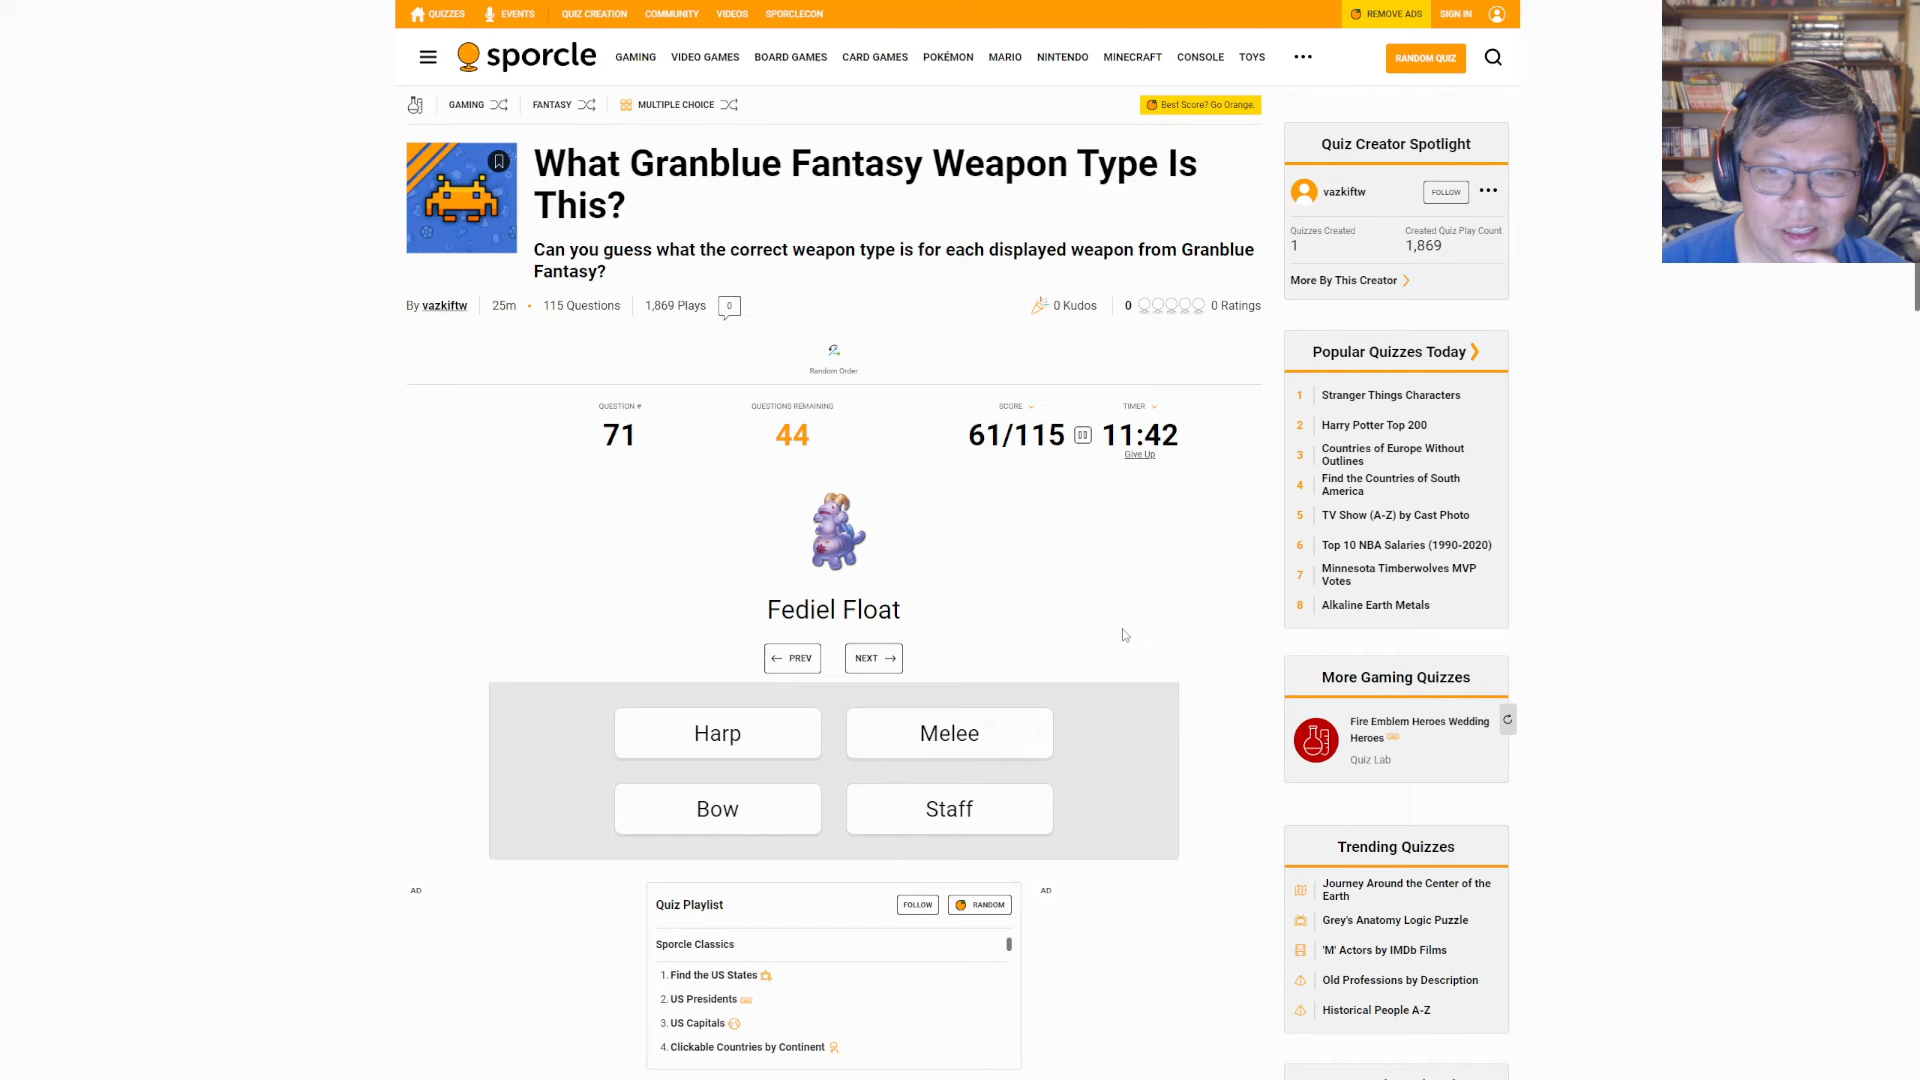 QUIZZES EVENTS QUIZ CREATION COMMUNITY VIDEOS SPORCLECON REMOVE ADS SIGN IN
sporcle GAMING VIDEO GAMES BOARD GAMES CARD GAMES POKÉMON MARIO NINTENDO MINECRAFT CONSOLE TOYS ••• RANDOM QUIZ
GAMING FANTASY MULTIPLE CHOICE Best Score? Go Orange.
What Granblue Fantasy Weapon Type Is
This?
Can you guess what the correct weapon type is for each displayed weapon from Granblue
Fantasy?
By vazkiftw 25m • 115 Questions 1,869 Plays 0 0 Kudos 0 0 Ratings
Random Order
QUESTION # QUESTIONS REMAINING SCORE TIMER
71 44 61/115 11:42
Give Up
Fediel Float
← PREV NEXT →
Harp Melee
Bow Staff
AD
Quiz Playlist FOLLOW RANDOM
Sporcle Classics
1. Find the US States
2. US Presidents
3. US Capitals
4. Clickable Countries by Continent
AD
Quiz Creator Spotlight
vazkiftw FOLLOW •••
Quizzes Created Created Quiz Play Count
1 1,869
More By This Creator
Popular Quizzes Today
1 Stranger Things Characters
2 Harry Potter Top 200
3 Countries of Europe Without
Outlines
4 Find the Countries of South
America
5 TV Show (A-Z) by Cast Photo
6 Top 10 NBA Salaries (1990-2020)
7 Minnesota Timberwolves MVP
Votes
8 Alkaline Earth Metals
More Gaming Quizzes
Fire Emblem Heroes Wedding
Heroes
Quiz Lab
Trending Quizzes
Journey Around the Center of the
Earth
Grey's Anatomy Logic Puzzle
'M' Actors by IMDb Films
Old Professions by Description
Historical People A-Z